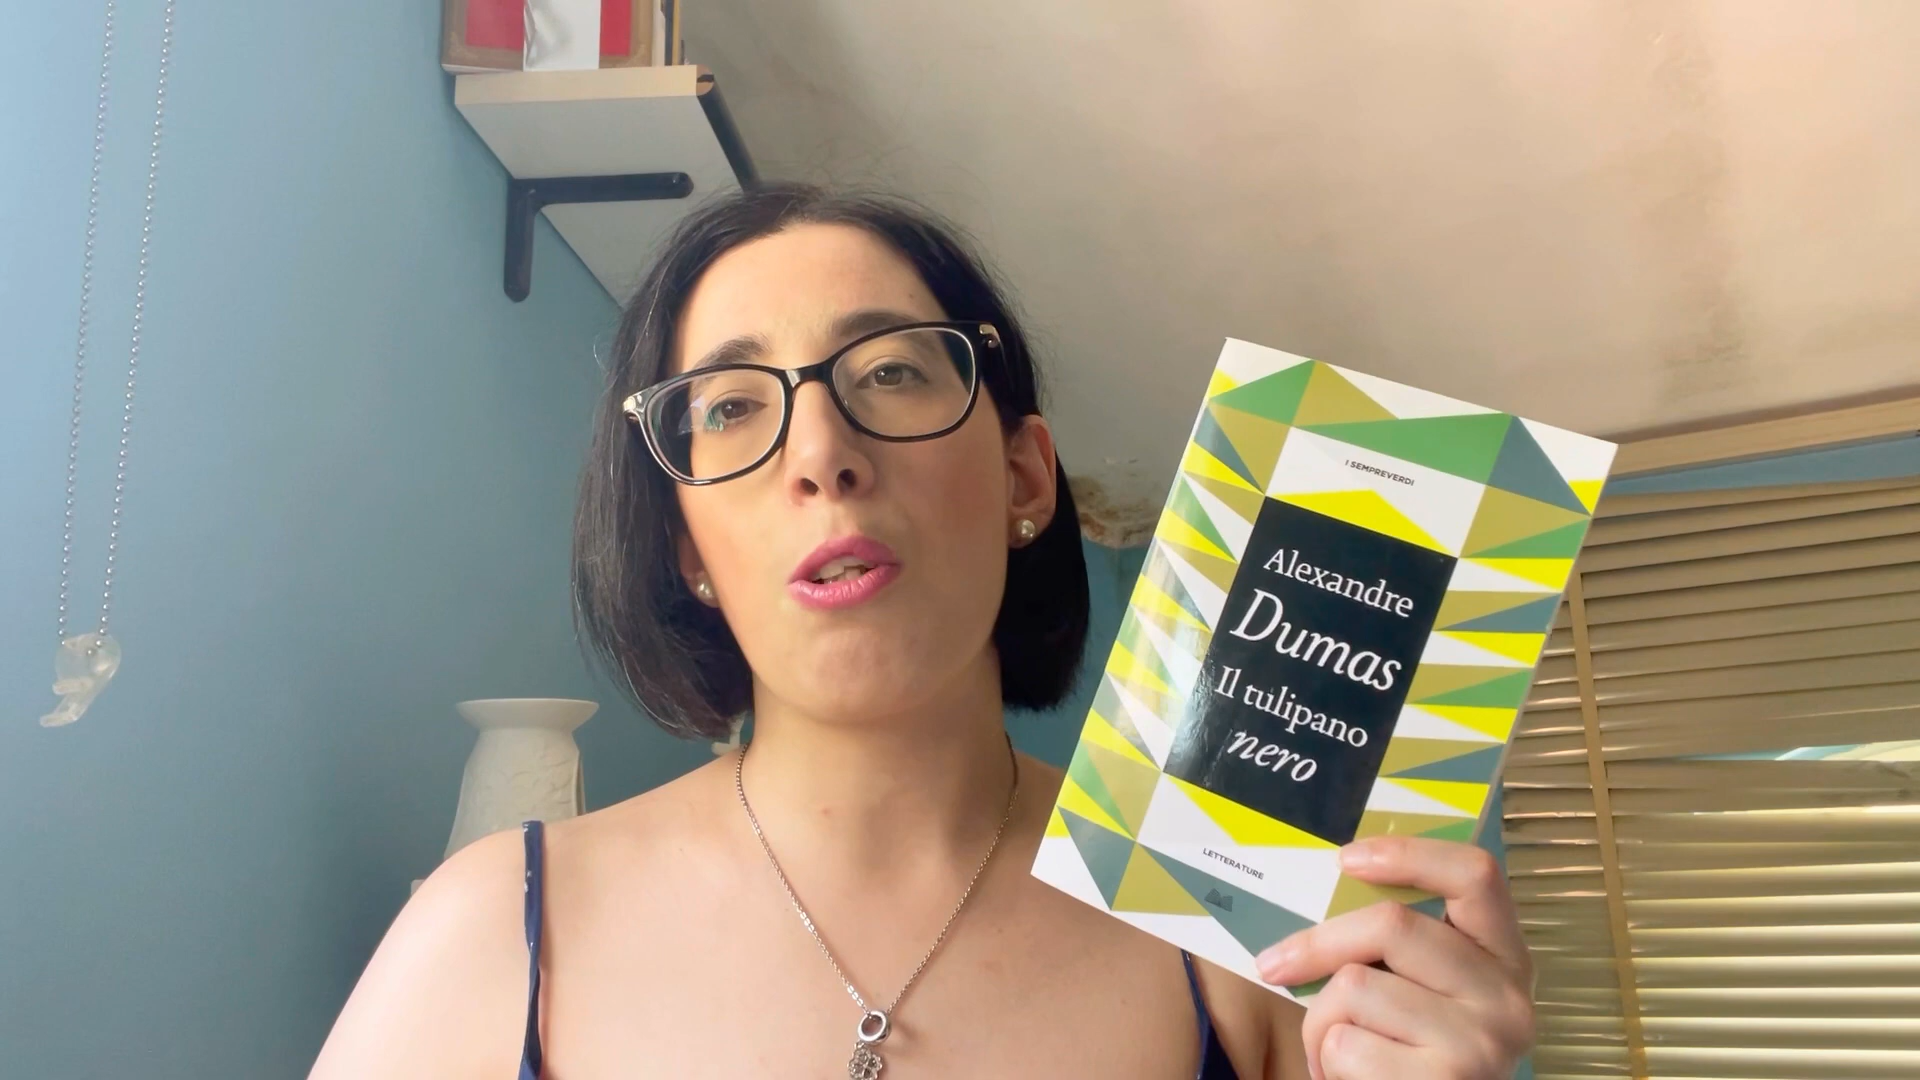 I SEMPREVERDI
Alexandre
Dumas
Il tulipano
nero
LETTERATURE